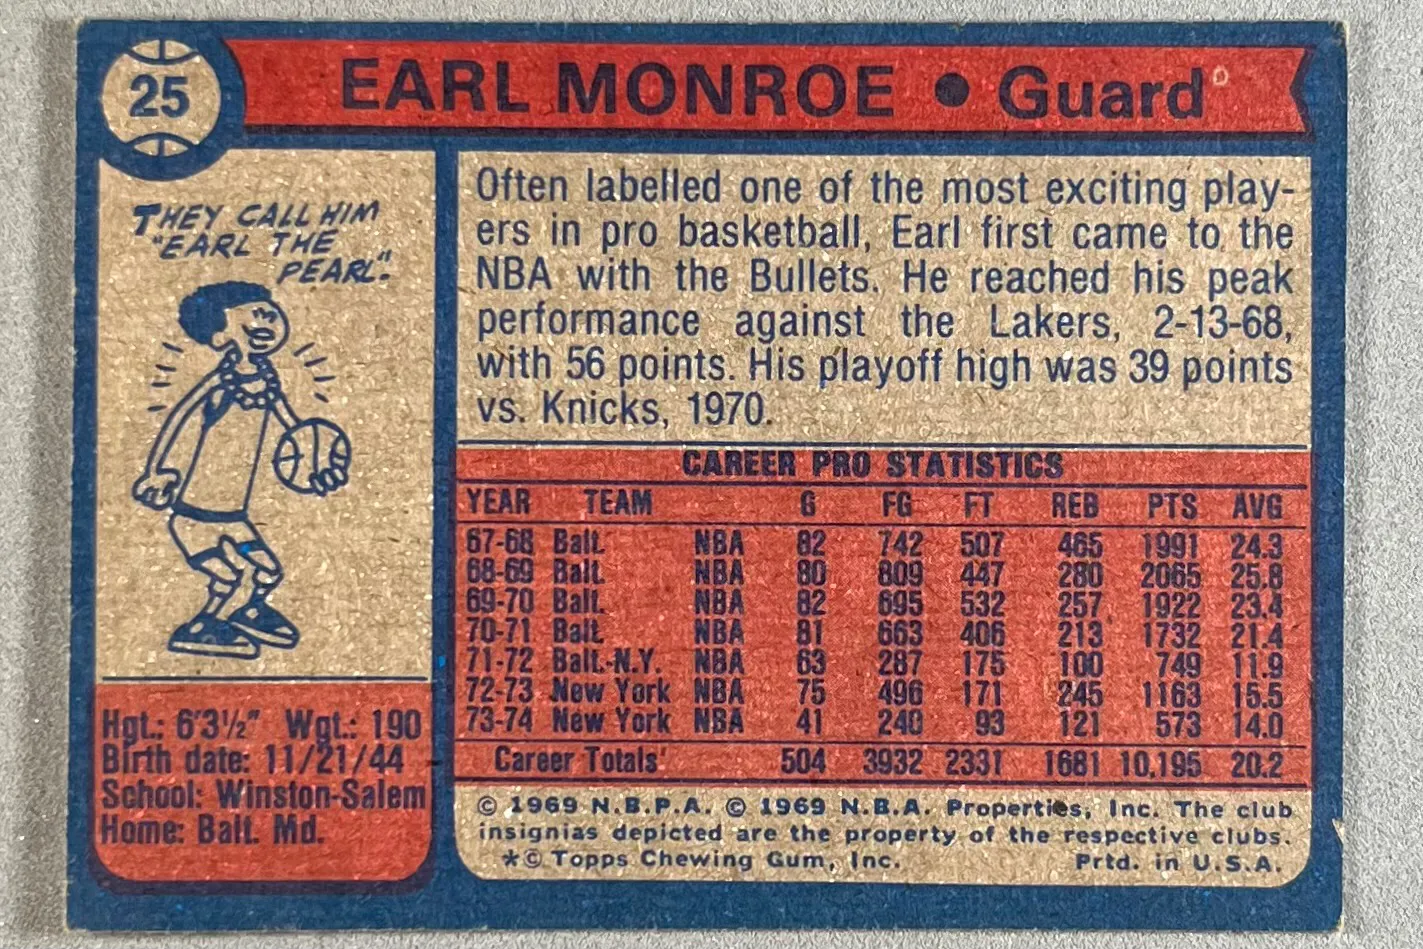 25
EARL MONROE • Guard
THEY CALL HIM
"EARL THE
PEARL".
Often labelled one of the most exciting play-
ers in pro basketball, Earl first came to the
NBA with the Bullets. He reached his peak
performance against the Lakers, 2-13-68,
with 56 points. His playoff high was 39 points
vs. Knicks, 1970.
CAREER PRO STATISTICS
YEAR TEAM G FG FT REB PTS AVG
67-68 Balt. NBA 82 742 507 465 1991 24.3
68-69 Balt. NBA 80 809 447 280 2065 25.8
69-70 Balt. NBA 82 695 532 257 1922 23.4
70-71 Balt. NBA 81 663 406 213 1732 21.4
71-72 Balt.-N.Y. NBA 63 287 175 100 749 11.9
72-73 New York NBA 75 496 171 245 1163 15.5
73-74 New York NBA 41 240 93 121 573 14.0
Career Totals 504 3932 2331 1681 10,195 20.2
Hgt.: 6'3½" Wgt.: 190
Birth date: 11/21/44
School: Winston-Salem
Home: Balt. Md.
© 1969 N.B.P.A. © 1969 N.B.A. Properties, Inc. The club
insignias depicted are the property of the respective clubs.
*© Topps Chewing Gum, Inc. Prtd. in U.S.A.